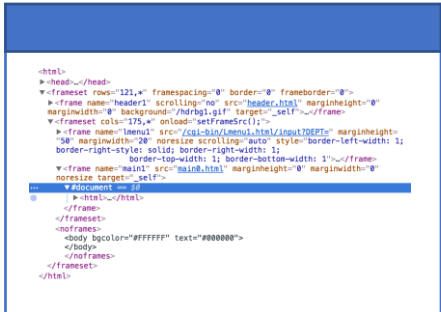 <html>
▶<head>…</head>
▼<frameset rows="121,*" framespacing="0" border="0" frameborder="0">
▶<frame name="header1" scrolling="no" src="header.html" marginheight="0"
marginwidth="0" background="/hdrbg1.gif" target="_self">…</frame>
▼<frameset cols="175,*" onload="setFrameSrc();">
▶<frame name="lmenu1" src="/cgi-bin/Lmenu1.html/input?DEPT=" marginheight=
"50" marginwidth="20" noresize scrolling="auto" style="border-left-width: 1;
border-right-style: solid; border-right-width: 1;
border-top-width: 1; border-bottom-width: 1">…</frame>
▼<frame name="main1" src="main0.html" marginheight="0" marginwidth="0"
noresize target="_self">
… ▼#document == $0
▶<html>…</html>
</frame>
</frameset>
<noframes>
<body bgcolor="#FFFFFF" text="#000000">
</body>
</noframes>
</frameset>
</html>